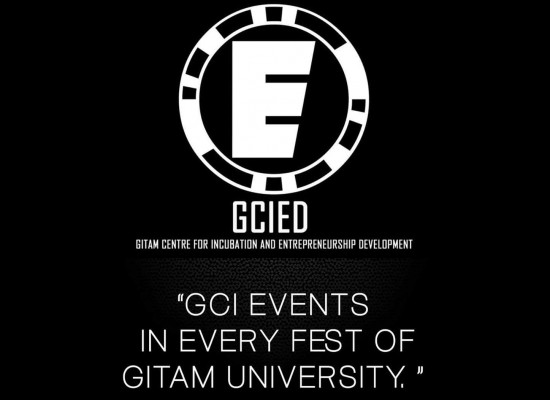 E
GCIED
GITAM CENTRE FOR INCUBATION AND ENTREPRENEURSHIP DEVELOPMENT
"GCI EVENTS
IN EVERY FEST OF
GITAM UNIVERSITY. "